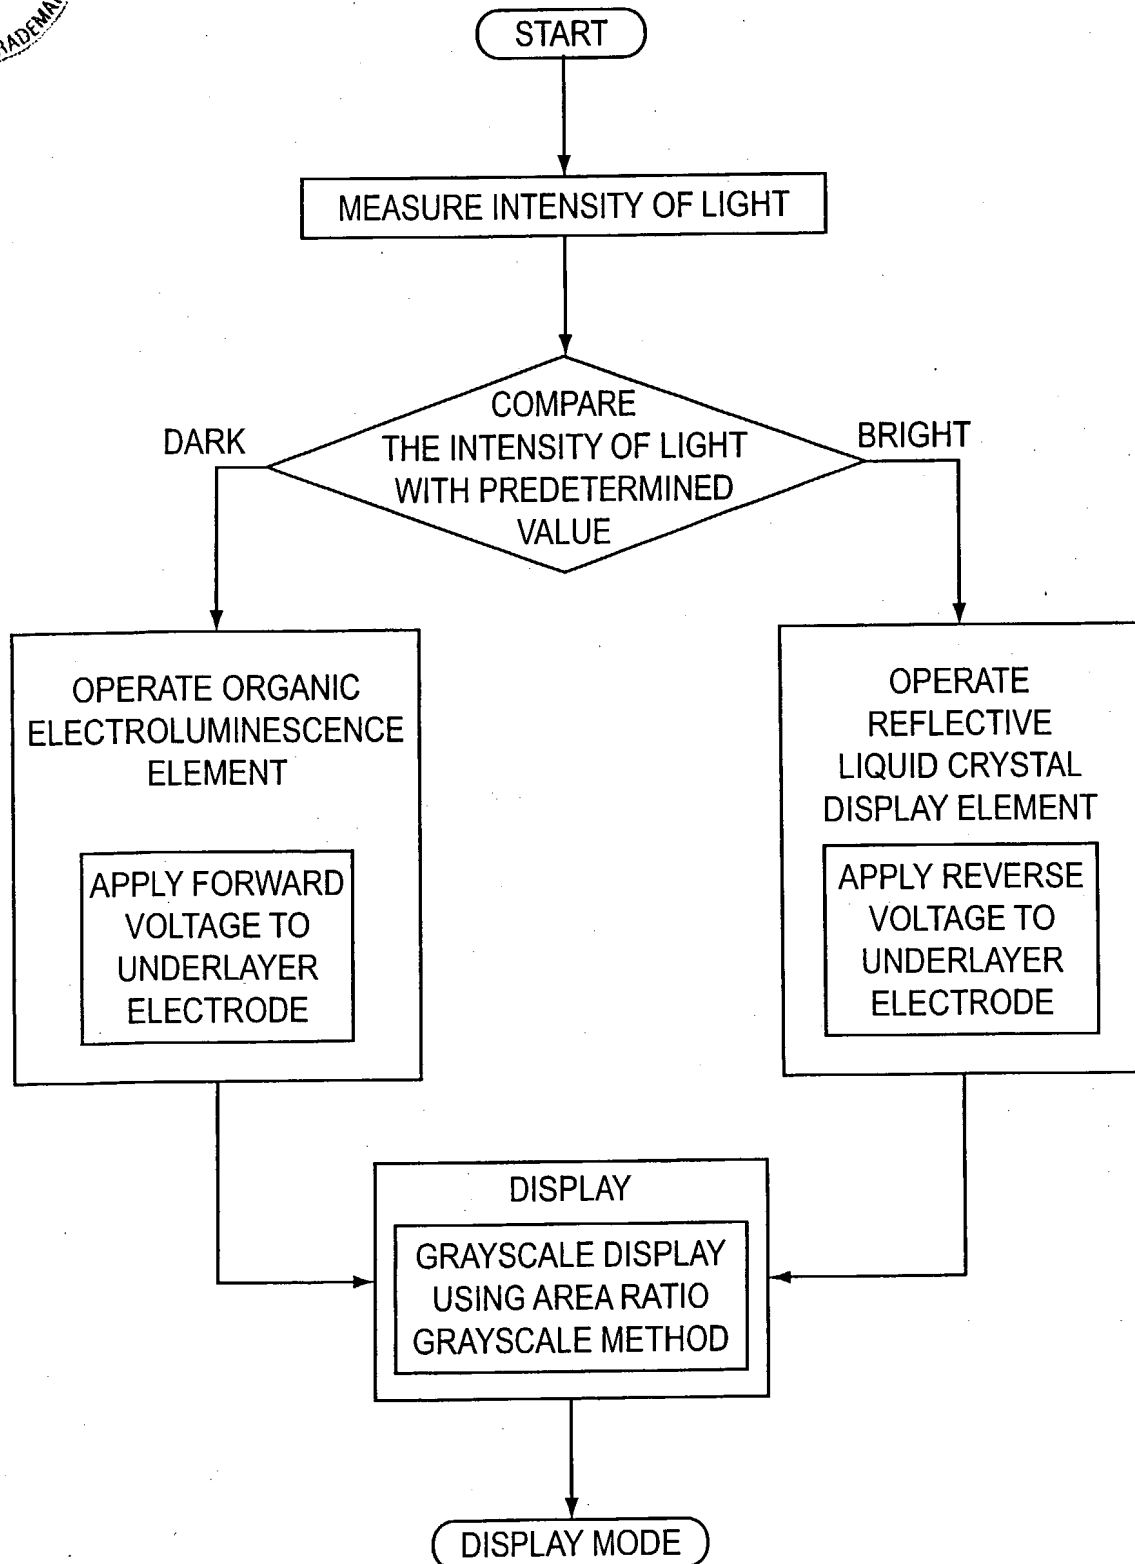 START
MEASURE INTENSITY OF LIGHT
COMPARE
THE INTENSITY OF LIGHT
WITH PREDETERMINED
VALUE
DARK
BRIGHT
OPERATE ORGANIC
ELECTROLUMINESCENCE
ELEMENT
APPLY FORWARD
VOLTAGE TO
UNDERLAYER
ELECTRODE
OPERATE
REFLECTIVE
LIQUID CRYSTAL
DISPLAY ELEMENT
APPLY REVERSE
VOLTAGE TO
UNDERLAYER
ELECTRODE
DISPLAY
GRAYSCALE DISPLAY
USING AREA RATIO
GRAYSCALE METHOD
DISPLAY MODE